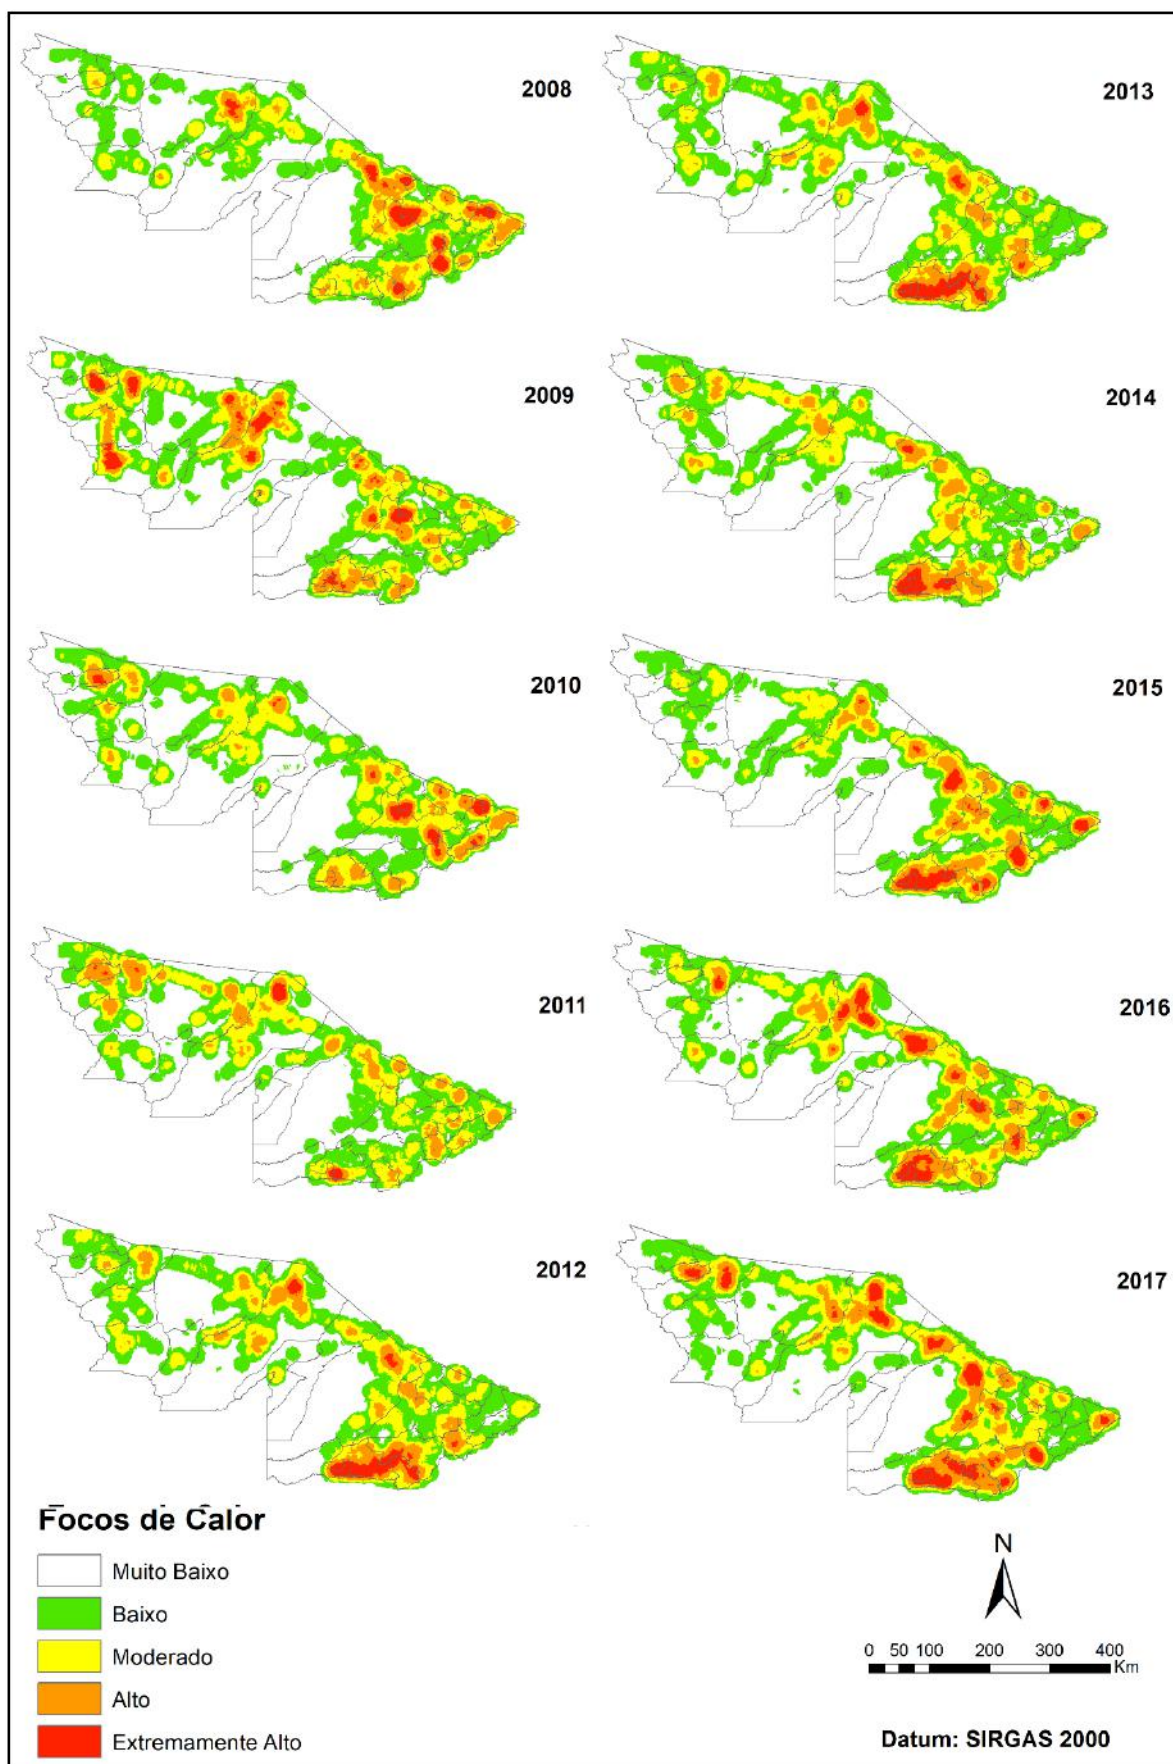 2008
2013
2009
2014
2010
2015
2011
2016
2012
2017
Focos de Calor
Muito Baixo
Baixo
Moderado
Alto
Extremamente Alto
N
0 50 100 200 300 400
Km
Datum: SIRGAS 2000